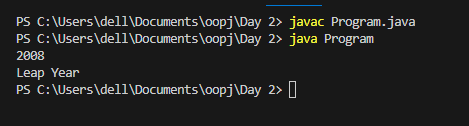 PS C:\Users\dell\Documents\oopj\Day 2> javac Program.java
PS C:\Users\dell\Documents\oopj\Day 2> java Program
2008
Leap Year
PS C:\Users\dell\Documents\oopj\Day 2>